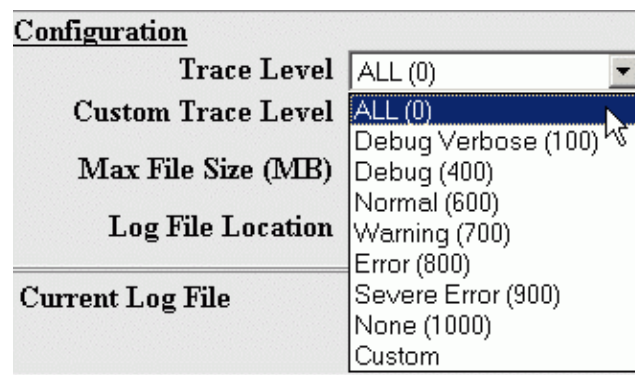 Configuration
Trace Level ALL (0)
Custom Trace Level ALL (0)
Debug Verbose (100)
Max File Size (MB) Debug (400)
Normal (600)
Log File Location Warning (700)
Error (800)
Current Log File Severe Error (900)
None (1000)
Custom